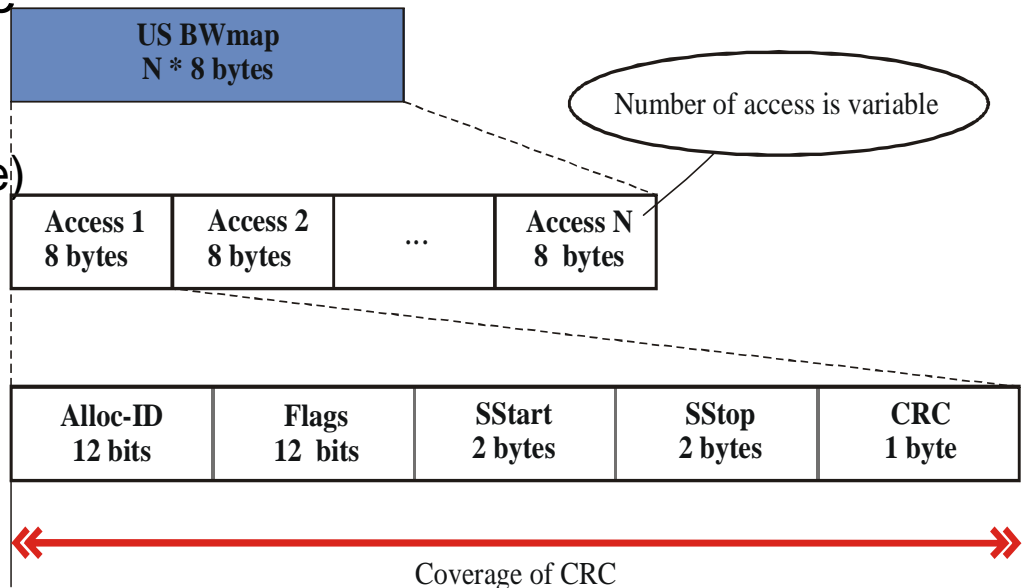 US BWmap
N * 8 bytes
Number of access is variable
e)
Access 1
8 bytes
Access 2
8 bytes
...
Access N
8 bytes
Alloc-ID
12 bits
Flags
12 bits
SStart
2 bytes
SStop
2 bytes
CRC
1 byte
Coverage of CRC